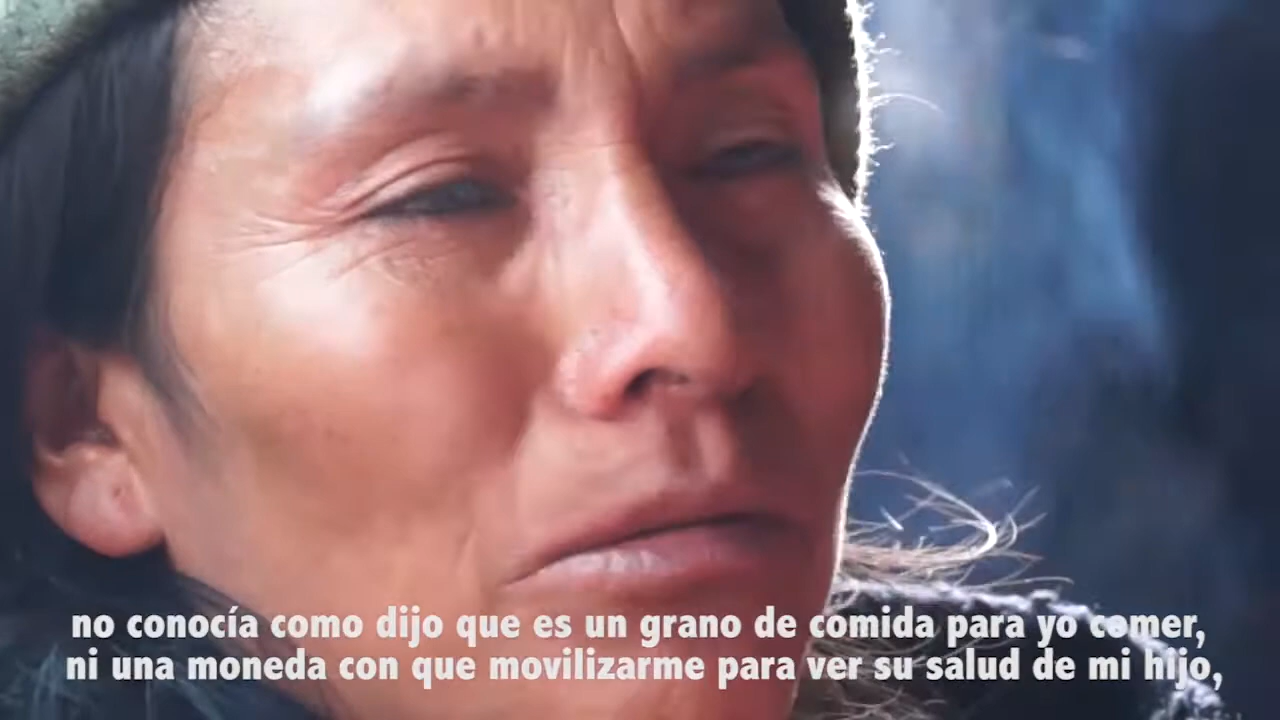 no conocía como dijo que es un grano de comida para yo comer,
ni una moneda con que movilizarme para ver su salud de mi hijo,